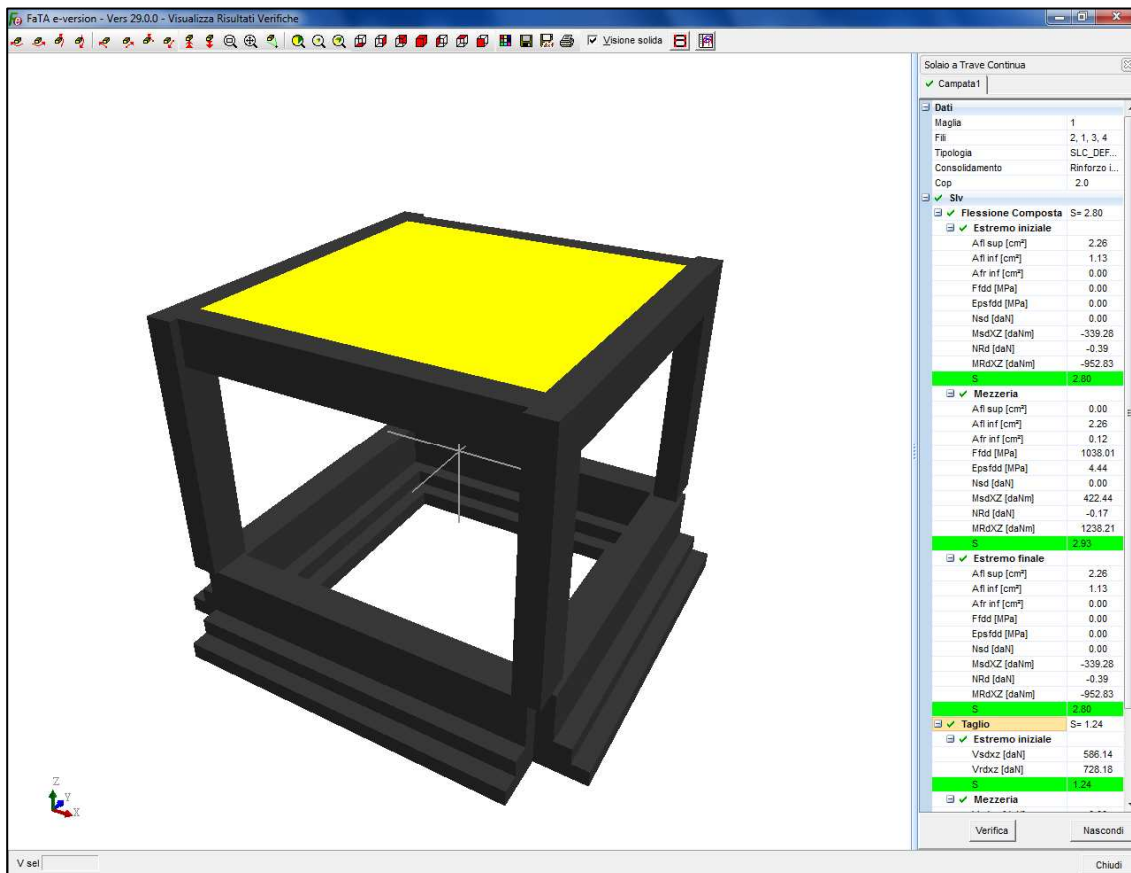 FaTA e-version - Vers 29.0.0 - Visualizza Risultati Verifiche
Visione solida
Solaio a Trave Continua
Campata1
Dati
Maglia 1
Fili 2, 1, 3, 4
Tipologia SLC_DEF...
Consolidamento Rinforzo i...
Cop 2.0
Slv
Flessione Composta S= 2.80
Estremo iniziale
Afl sup [cm²] 2.26
Afl inf [cm²] 1.13
Afr inf [cm²] 0.00
Ffdd [MPa] 0.00
Epsfdd [MPa] 0.00
Nsd [daN] 0.00
MsdXZ [daNm] -339.28
NRd [daN] -0.39
MRdXZ [daNm] -952.83
S 2.80
Mezzeria
Afl sup [cm²] 0.00
Afl inf [cm²] 2.26
Afr inf [cm²] 0.12
Ffdd [MPa] 1038.01
Epsfdd [MPa] 4.44
Nsd [daN] 0.00
MsdXZ [daNm] 422.44
NRd [daN] -0.17
MRdXZ [daNm] 1238.21
S 2.93
Estremo finale
Afl sup [cm²] 2.26
Afl inf [cm²] 1.13
Afr inf [cm²] 0.00
Ffdd [MPa] 0.00
Epsfdd [MPa] 0.00
Nsd [daN] 0.00
MsdXZ [daNm] -339.28
NRd [daN] -0.39
MRdXZ [daNm] -952.83
S 2.80
Taglio S= 1.24
Estremo iniziale
Vsdxz [daN] 586.14
Vrdxz [daN] 728.18
S 1.24
Mezzeria
Z
Y
X
Verifica Nascondi
V sel
Chiudi